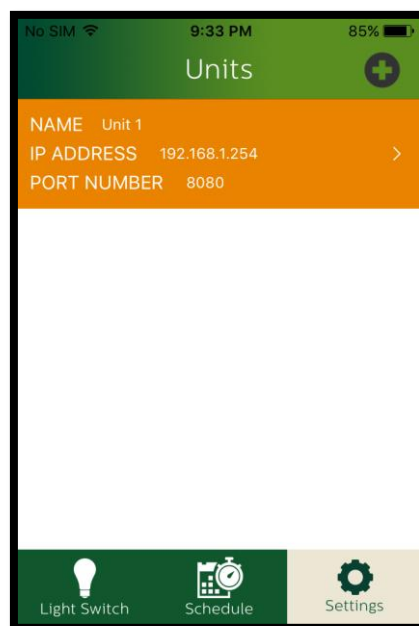 No SIM 9:33 PM 85%
Units
NAME Unit 1
IP ADDRESS 192.168.1.254
PORT NUMBER 8080
Light Switch Schedule Settings